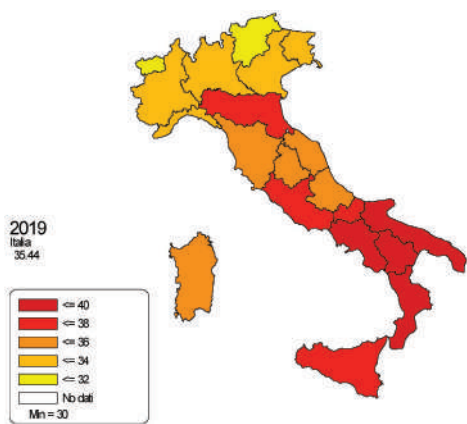 2019
Italia
35.44
<= 40
<= 38
<= 36
<= 34
<= 32
No dati
Min = 30